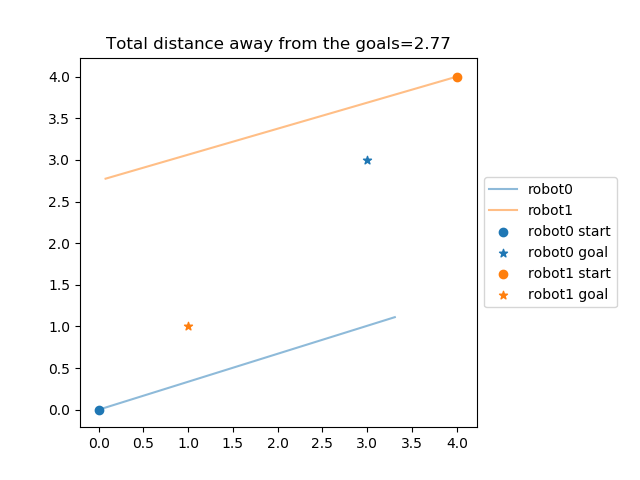 Total distance away from the goals=2.77
4.0
3.5
3.0
2.5
2.0
1.5
1.0
0.5
0.0
0.0 0.5 1.0 1.5 2.0 2.5 3.0 3.5 4.0
robot0
robot1
robot0 start
robot0 goal
robot1 start
robot1 goal